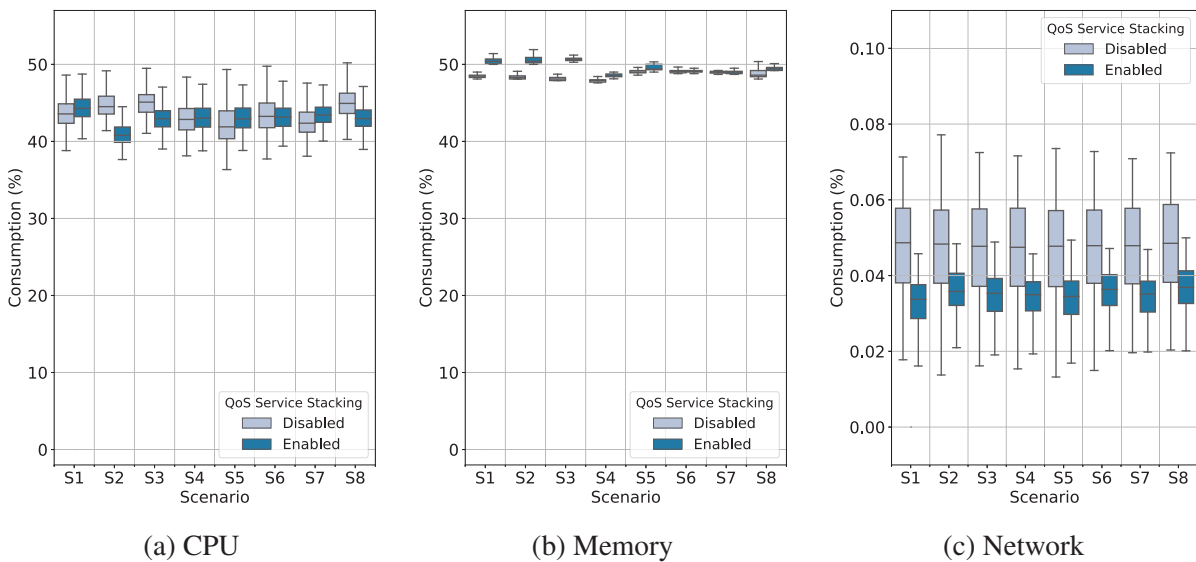 Consumption (%)
50
40
30
20
10
0
QoS Service Stacking
Disabled
Enabled
S1 S2 S3 S4 S5 S6 S7 S8
Scenario
(a) CPU
Consumption (%)
50
40
30
20
10
0
QoS Service Stacking
Disabled
Enabled
S1 S2 S3 S4 S5 S6 S7 S8
Scenario
(b) Memory
Consumption (%)
0.10
0.08
0.06
0.04
0.02
0.00
QoS Service Stacking
Disabled
Enabled
S1 S2 S3 S4 S5 S6 S7 S8
Scenario
(c) Network